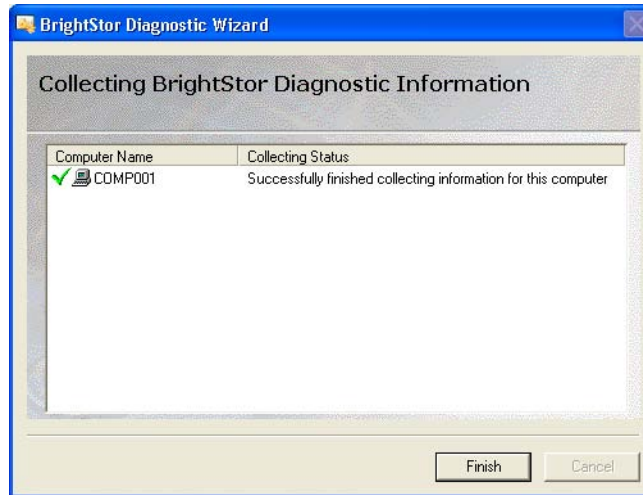 BrightStor Diagnostic Wizard
Collecting BrightStor Diagnostic Information
Computer Name Collecting Status
COMP001 Successfully finished collecting information for this computer
Finish Cancel